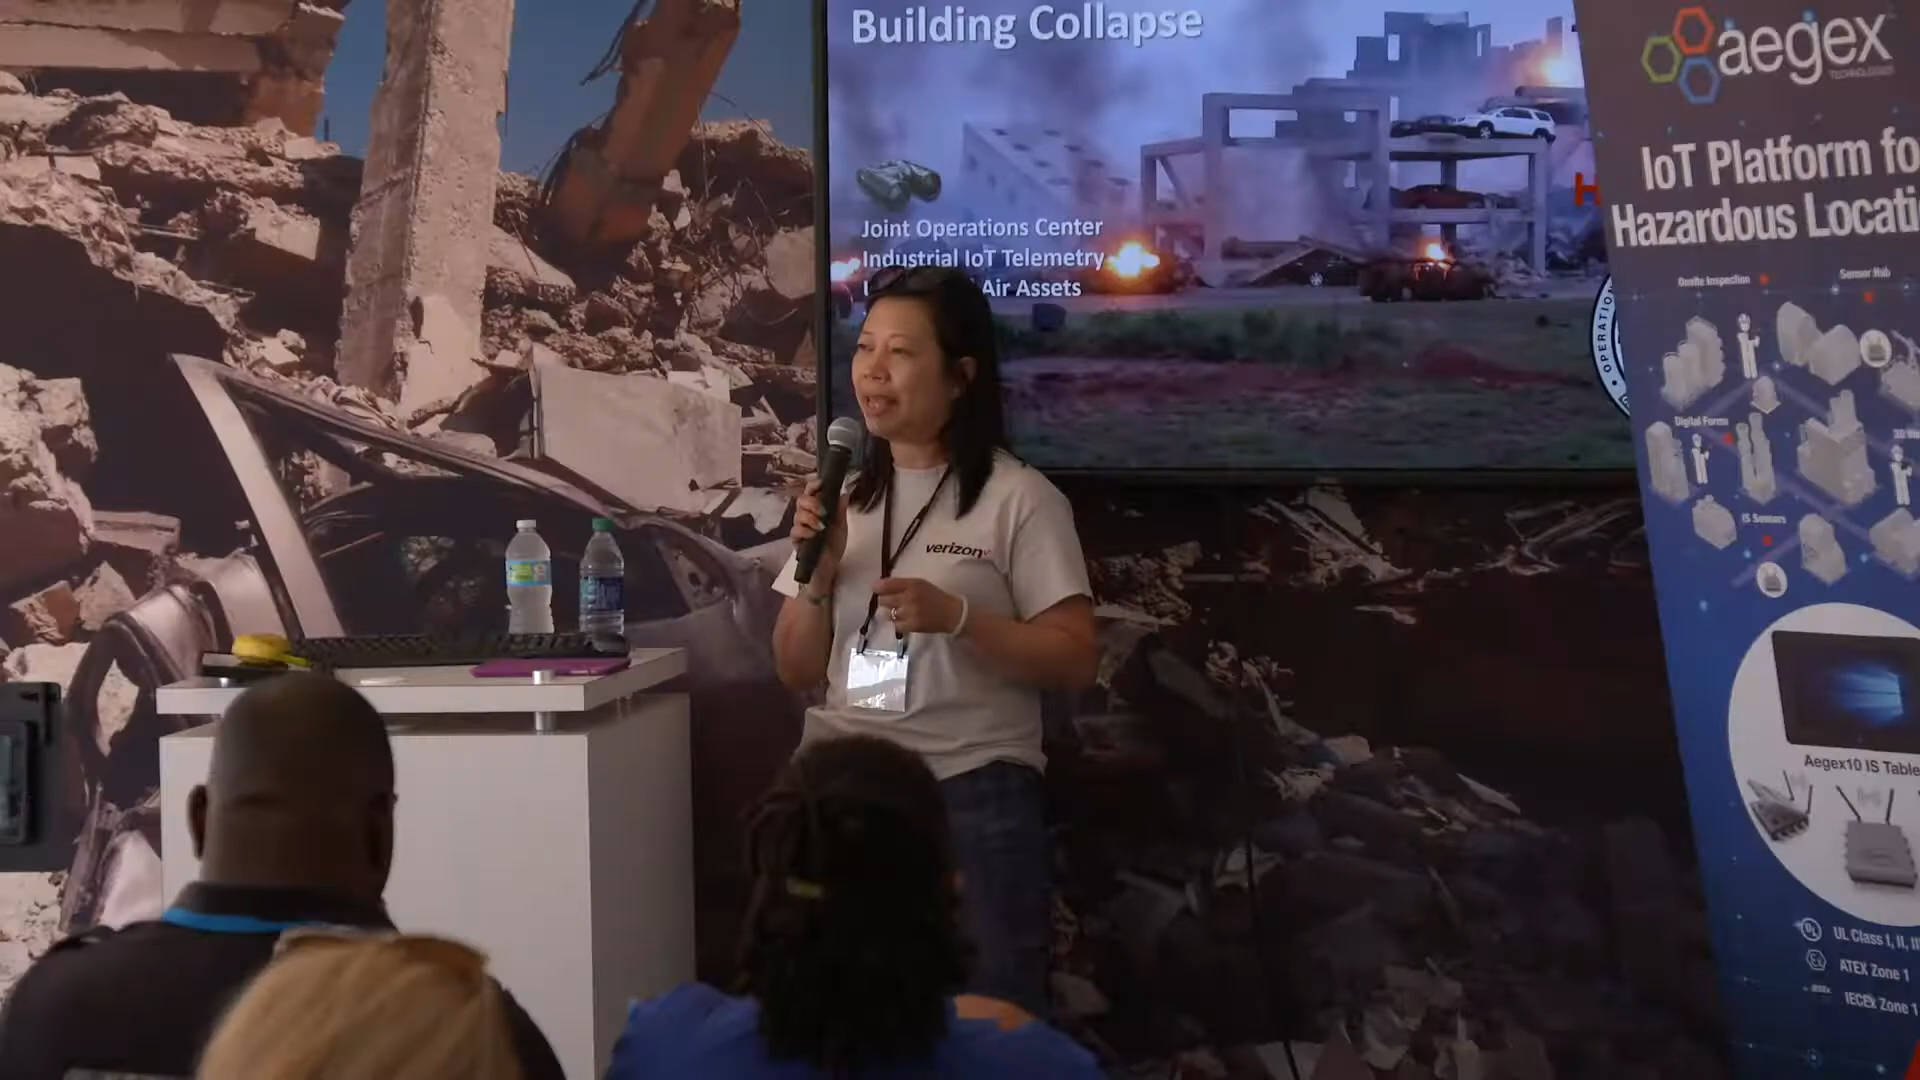 Building Collapse
Joint Operations Center
Industrial IoT Telemetry
Air Assets
H
OPERATION
verizon
aegex
TECHNOLOGIES
IoT Platform fo
Hazardous Locati
Onsite Inspection
Sensor Hub
Digital Forms
IS Sensors
Aegex10 IS Table
UL Class I, II, III
ATEX Zone 1
IECEx Zone 1